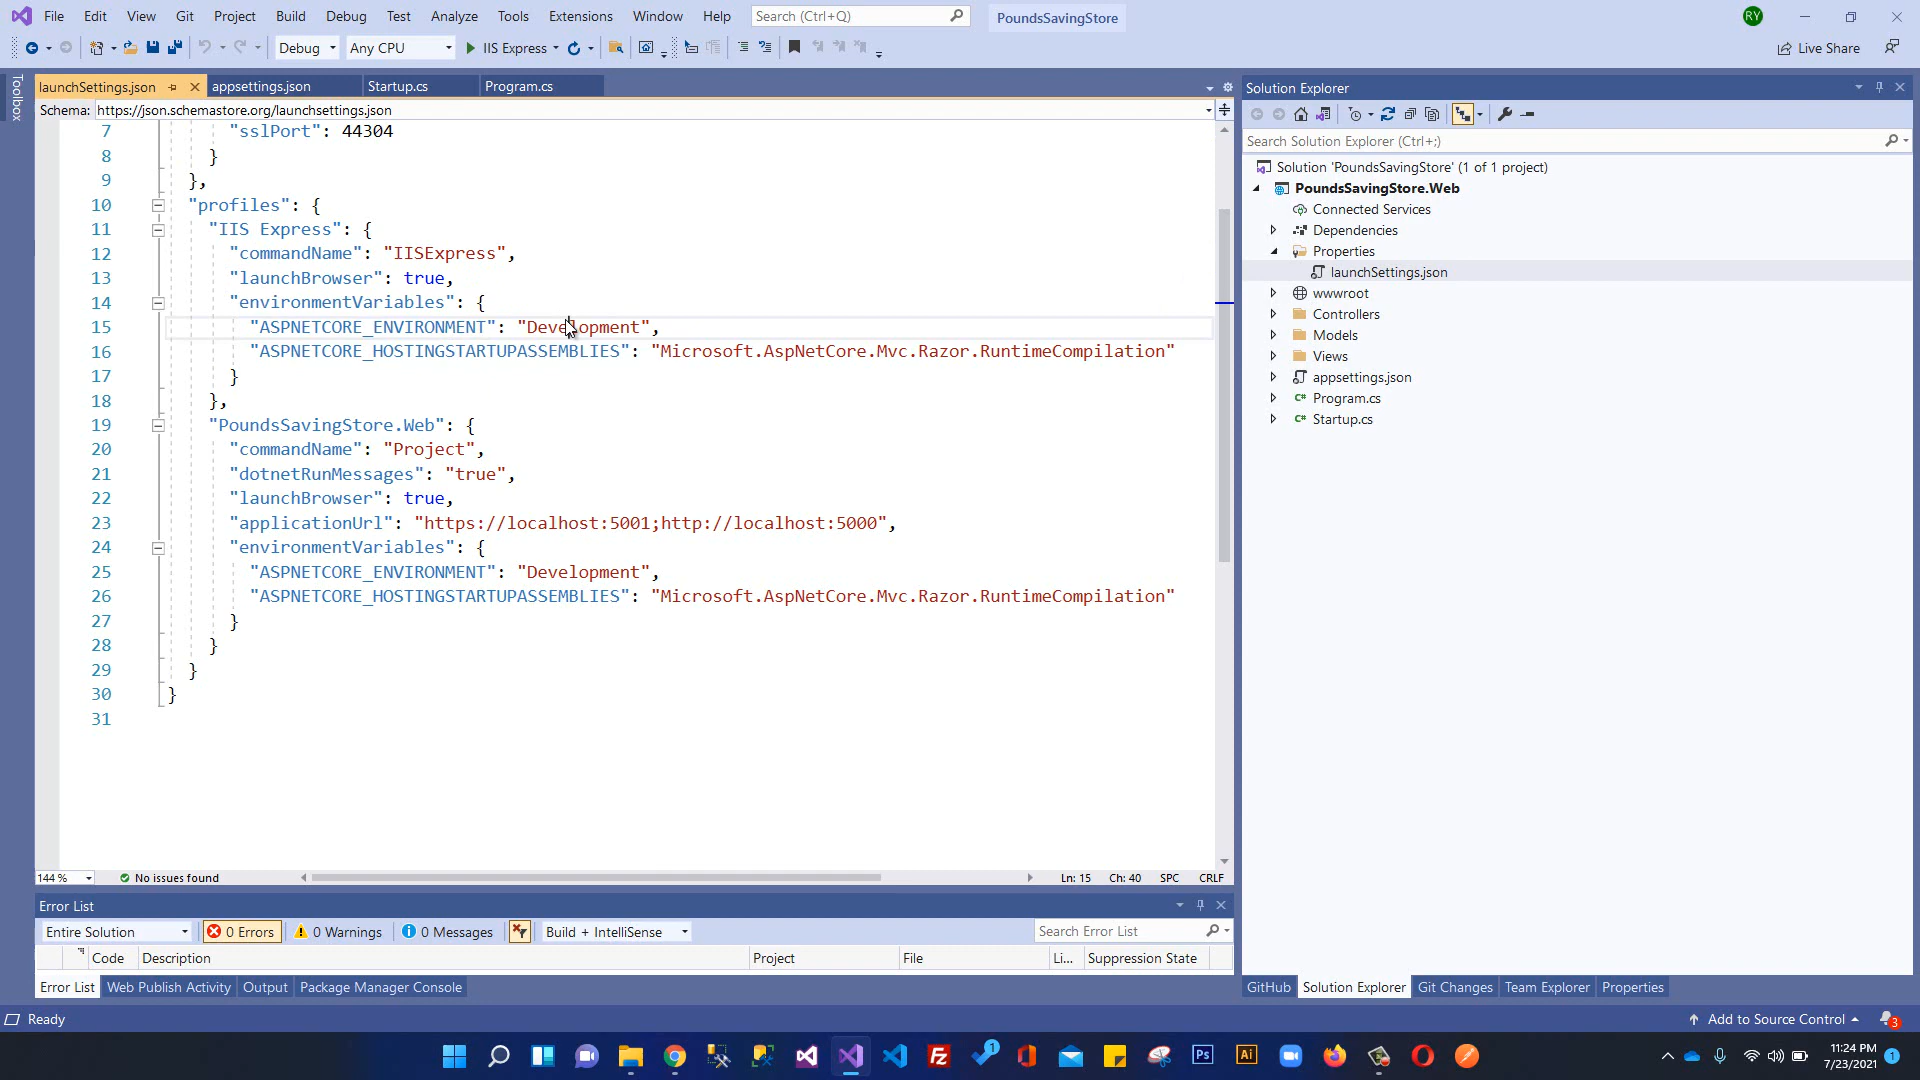 File Edit View Git Project Build Debug Test Analyze Tools Extensions Window Help Search (Ctrl+Q) PoundsSavingStore RY
Debug Any CPU IIS Express Live Share
Toolbox
launchSettings.json appsettings.json Startup.cs Program.cs
Schema: https://json.schemastore.org/launchsettings.json
7 "sslPort": 44304
8 }
9 },
10 "profiles": {
11 "IIS Express": {
12 "commandName": "IISExpress",
13 "launchBrowser": true,
14 "environmentVariables": {
15 "ASPNETCORE_ENVIRONMENT": "Development",
16 "ASPNETCORE_HOSTINGSTARTUPASSEMBLIES": "Microsoft.AspNetCore.Mvc.Razor.RuntimeCompilation"
17 }
18 },
19 "PoundsSavingStore.Web": {
20 "commandName": "Project",
21 "dotnetRunMessages": "true",
22 "launchBrowser": true,
23 "applicationUrl": "https://localhost:5001;http://localhost:5000",
24 "environmentVariables": {
25 "ASPNETCORE_ENVIRONMENT": "Development",
26 "ASPNETCORE_HOSTINGSTARTUPASSEMBLIES": "Microsoft.AspNetCore.Mvc.Razor.RuntimeCompilation"
27 }
28 }
29 }
30 }
31
144 % No issues found Ln: 15 Ch: 40 SPC CRLF
Error List
Entire Solution 0 Errors 0 Warnings 0 Messages Build + IntelliSense Search Error List
Code Description Project File Li... Suppression State
Error List Web Publish Activity Output Package Manager Console
Solution Explorer
Search Solution Explorer (Ctrl+;)
Solution 'PoundsSavingStore' (1 of 1 project)
PoundsSavingStore.Web
Connected Services
Dependencies
Properties
launchSettings.json
wwwroot
Controllers
Models
Views
appsettings.json
C# Program.cs
C# Startup.cs
GitHub Solution Explorer Git Changes Team Explorer Properties
Ready Add to Source Control 3
1 Ps Ai 11:24 PM 1
7/23/2021